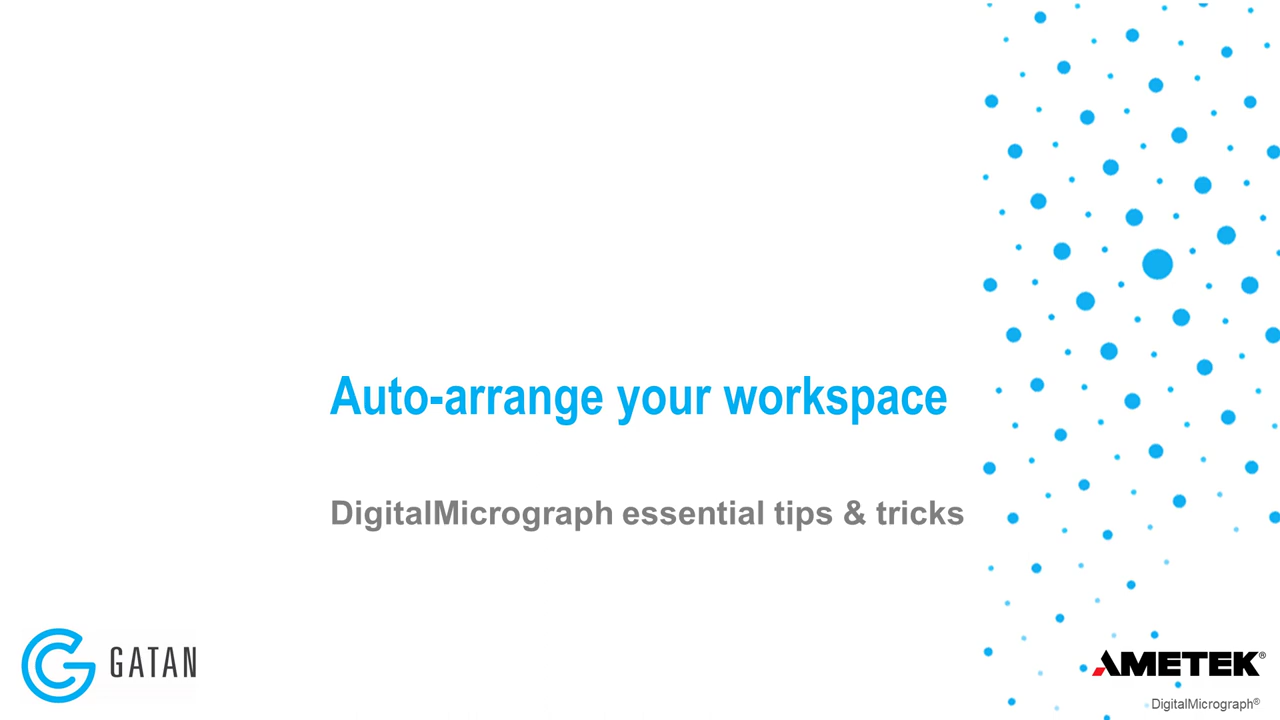 Auto-arrange your workspace
DigitalMicrograph essential tips & tricks
GATAN
AMETEK®
DigitalMicrograph®